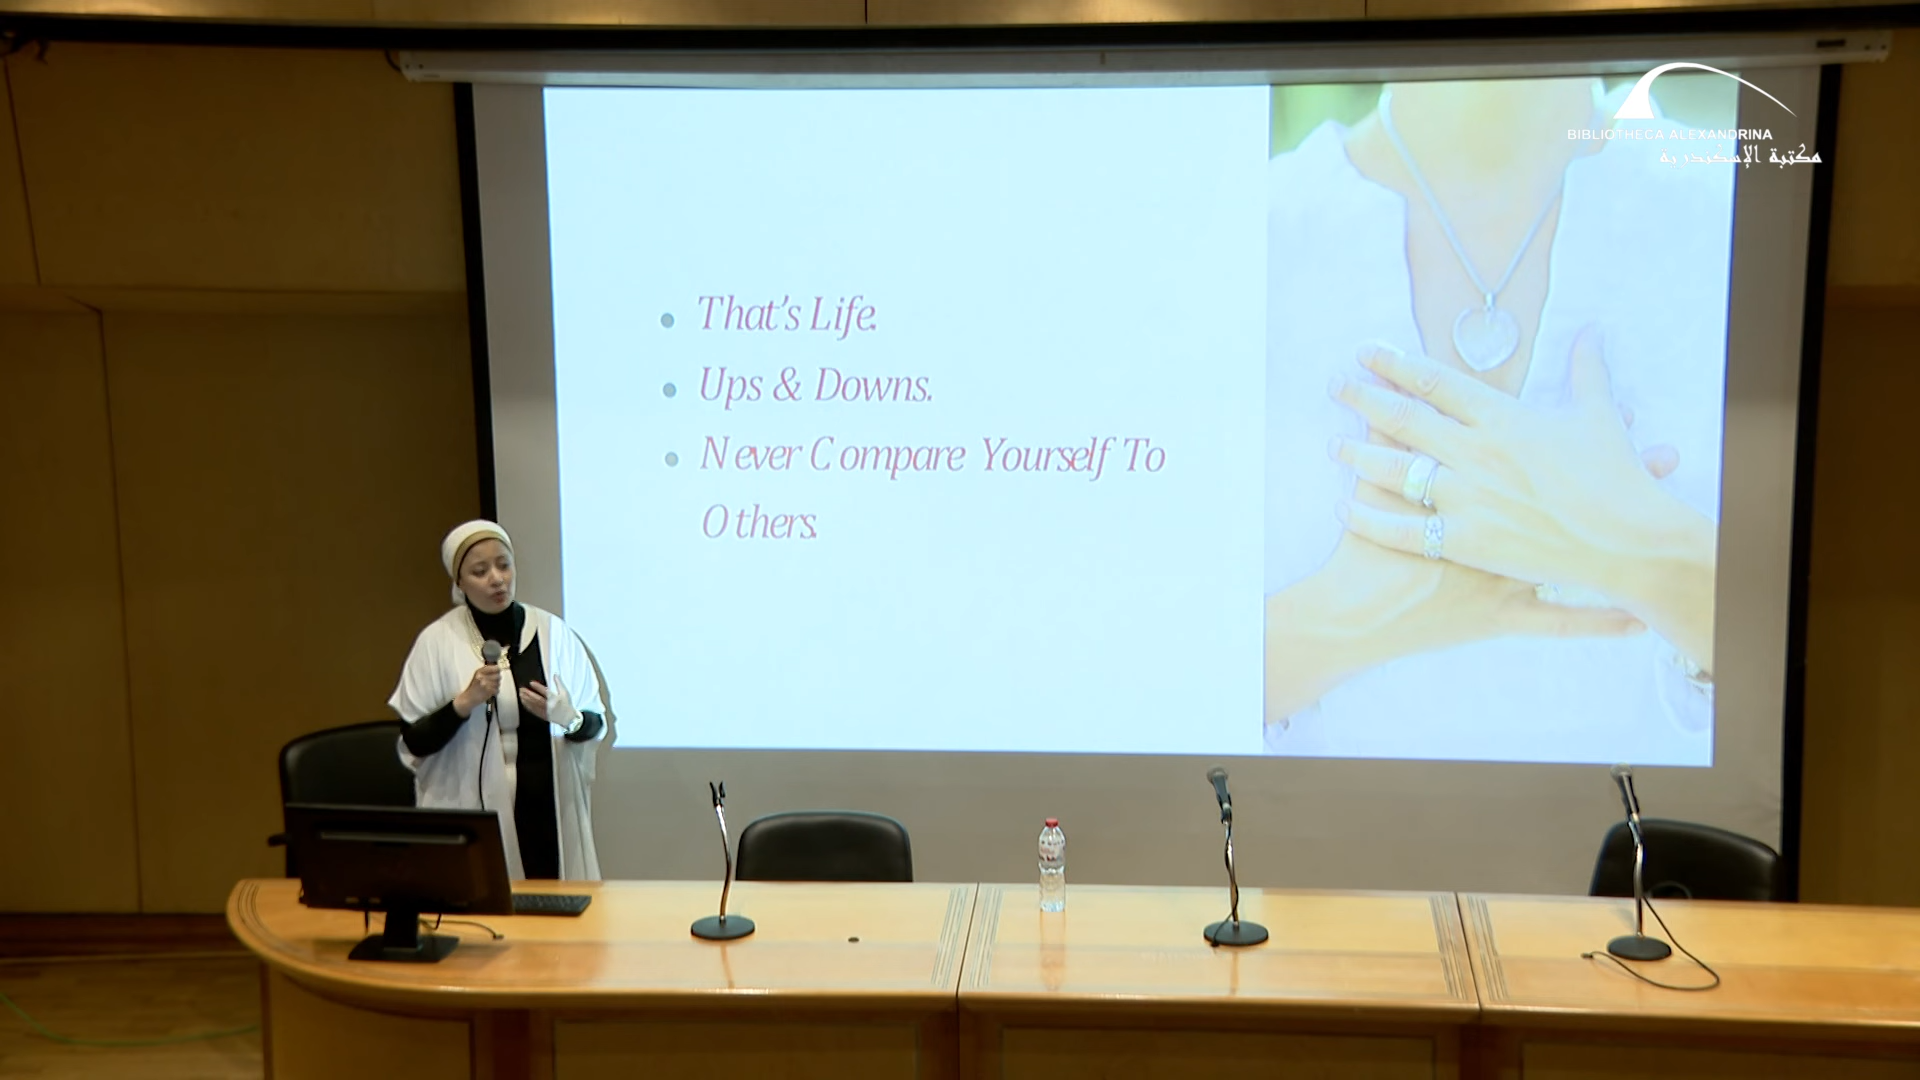 BIBLIOTHECA ALEXANDRINA
مكتبة الإسكندرية
That's Life.
Ups & Downs.
Never Compare Yourself To
Others.